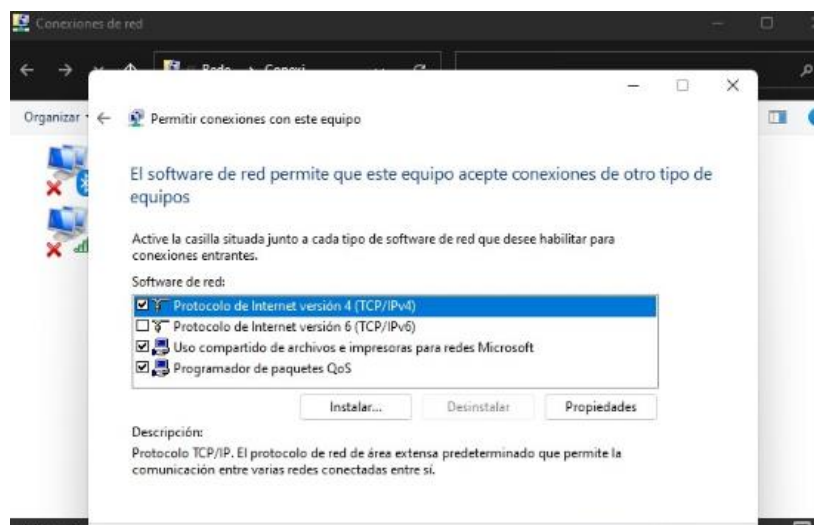 Conexiones de red
Organizar
Permitir conexiones con este equipo
El software de red permite que este equipo acepte conexiones de otro tipo de
equipos
Active la casilla situada junto a cada tipo de software de red que desee habilitar para
conexiones entrantes.
Software de red:
Protocolo de Internet versión 4 (TCP/IPv4)
Protocolo de Internet versión 6 (TCP/IPv6)
Uso compartido de archivos e impresoras para redes Microsoft
Programador de paquetes QoS
Instalar... Desinstalar Propiedades
Descripción:
Protocolo TCP/IP. El protocolo de red de área extensa predeterminado que permite la
comunicación entre varias redes conectadas entre sí.